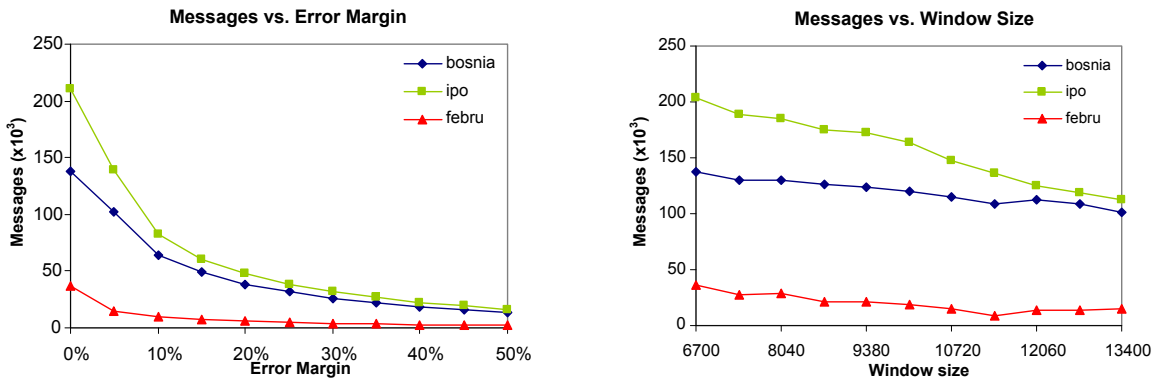 Messages vs. Error Margin
250
200
150
100
50
0
Messages (x10³)
bosnia
ipo
febru
0% 10% 20% 30% 40% 50%
Error Margin
Messages vs. Window Size
250
200
150
100
50
0
Messages (x10³)
bosnia
ipo
febru
6700 8040 9380 10720 12060 13400
Window size